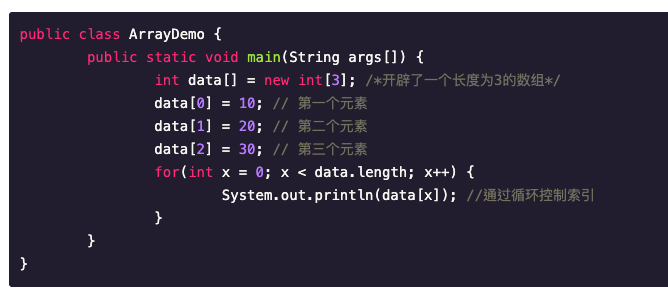 public class ArrayDemo {
        public static void main(String args[]) {
                int data[] = new int[3]; /*开辟了一个长度为3的数组*/
                data[0] = 10; // 第一个元素
                data[1] = 20; // 第二个元素
                data[2] = 30; // 第三个元素
                for(int x = 0; x < data.length; x++) {
                        System.out.println(data[x]); //通过循环控制索引
                }
        }
}